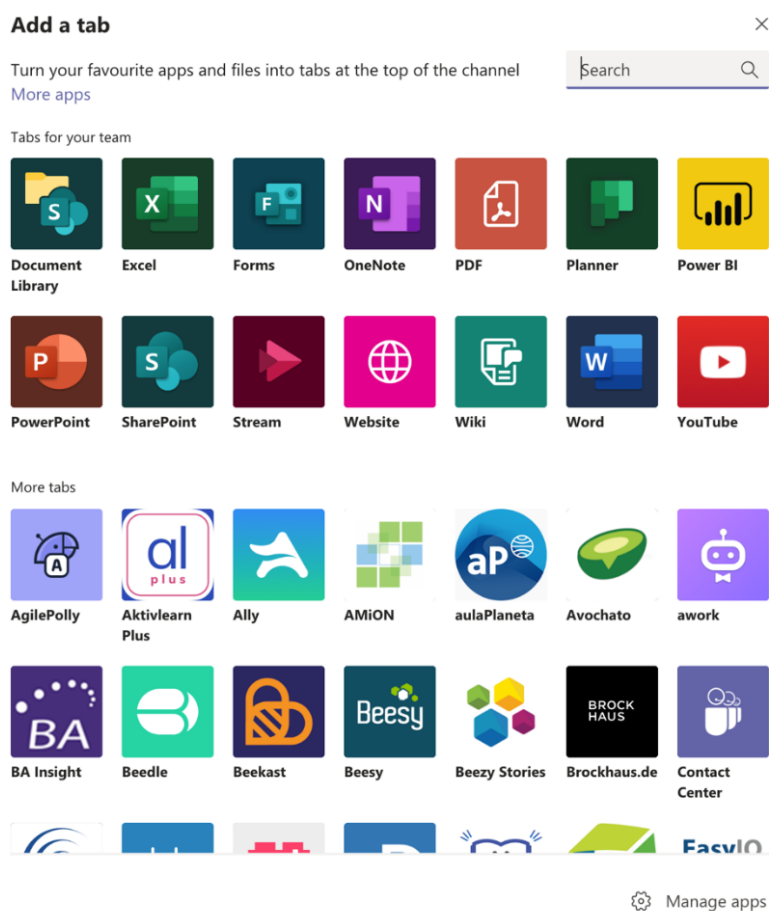 Add a tab
Turn your favourite apps and files into tabs at the top of the channel
Search
More apps
Tabs for your team
S X F N
Document Excel Forms OneNote PDF Planner Power BI
Library
P S W
PowerPoint SharePoint Stream Website Wiki Word YouTube
More tabs
A al plus aP
AgilePolly Aktivlearn Ally AMiON aulaPlaneta Avochato awork
Plus
BA Beesy BROCK
HAUS
BA Insight Beedle Beekast Beesy Beezy Stories Brockhaus.de Contact
Center
EasyIO
Manage apps